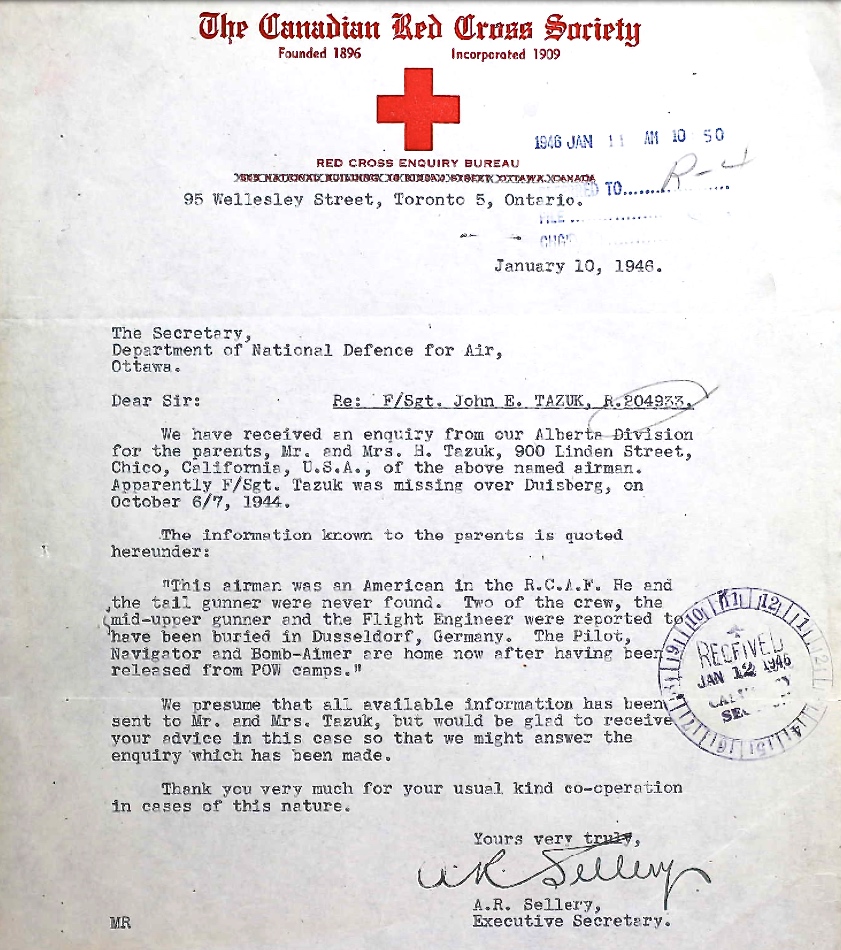 The Canadian Red Cross Society
Founded 1896 Incorporated 1909
1946 JAN 11 AM 10 50
RED CROSS ENQUIRY BUREAU
TO........ R-4
95 Wellesley Street, Toronto 5, Ontario.
FILE
CHG'D
January 10, 1946.
The Secretary,
Department of National Defence for Air,
Ottawa.
Dear Sir: Re: F/Sgt. John E. TAZUK, R.204933.
We have received an enquiry from our Alberta Division
for the parents, Mr. and Mrs. H. Tazuk, 900 Linden Street,
Chico, California, U.S.A., of the above named airman.
Apparently F/Sgt. Tazuk was missing over Duisberg, on
October 6/7, 1944.
The information known to the parents is quoted
hereunder:
"This airman was an American in the R.C.A.F. He and
the tail gunner were never found. Two of the crew, the
mid-upper gunner and the Flight Engineer were reported to
have been buried in Dusseldorf, Germany. The Pilot,
Navigator and Bomb-Aimer are home now after having been
released from POW camps."
RECEIVED
JAN 12 1946
We presume that all available information has been
sent to Mr. and Mrs. Tazuk, but would be glad to receive
your advice in this case so that we might answer the
enquiry which has been made.
Thank you very much for your usual kind co-operation
in cases of this nature.
Yours very truly,
A.R. Sellery
A.R. Sellery,
MR Executive Secretary.